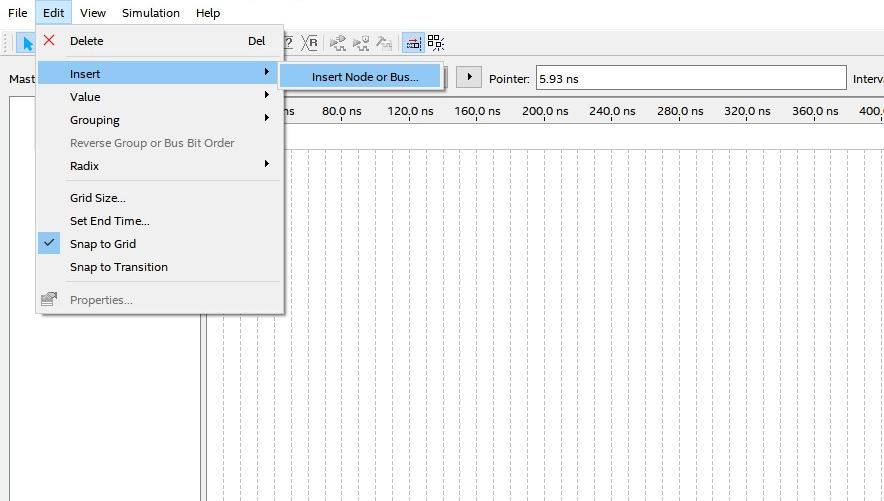 File Edit View Simulation Help
Delete Del
Insert
Insert Node or Bus...
Mast
Pointer: 5.93 ns
Interva
Value
ns 80.0 ns 120.0 ns 160.0 ns 200.0 ns 240.0 ns 280.0 ns 320.0 ns 360.0 ns 400.
Grouping
Reverse Group or Bus Bit Order
Radix
Grid Size...
Set End Time...
Snap to Grid
Snap to Transition
Properties...